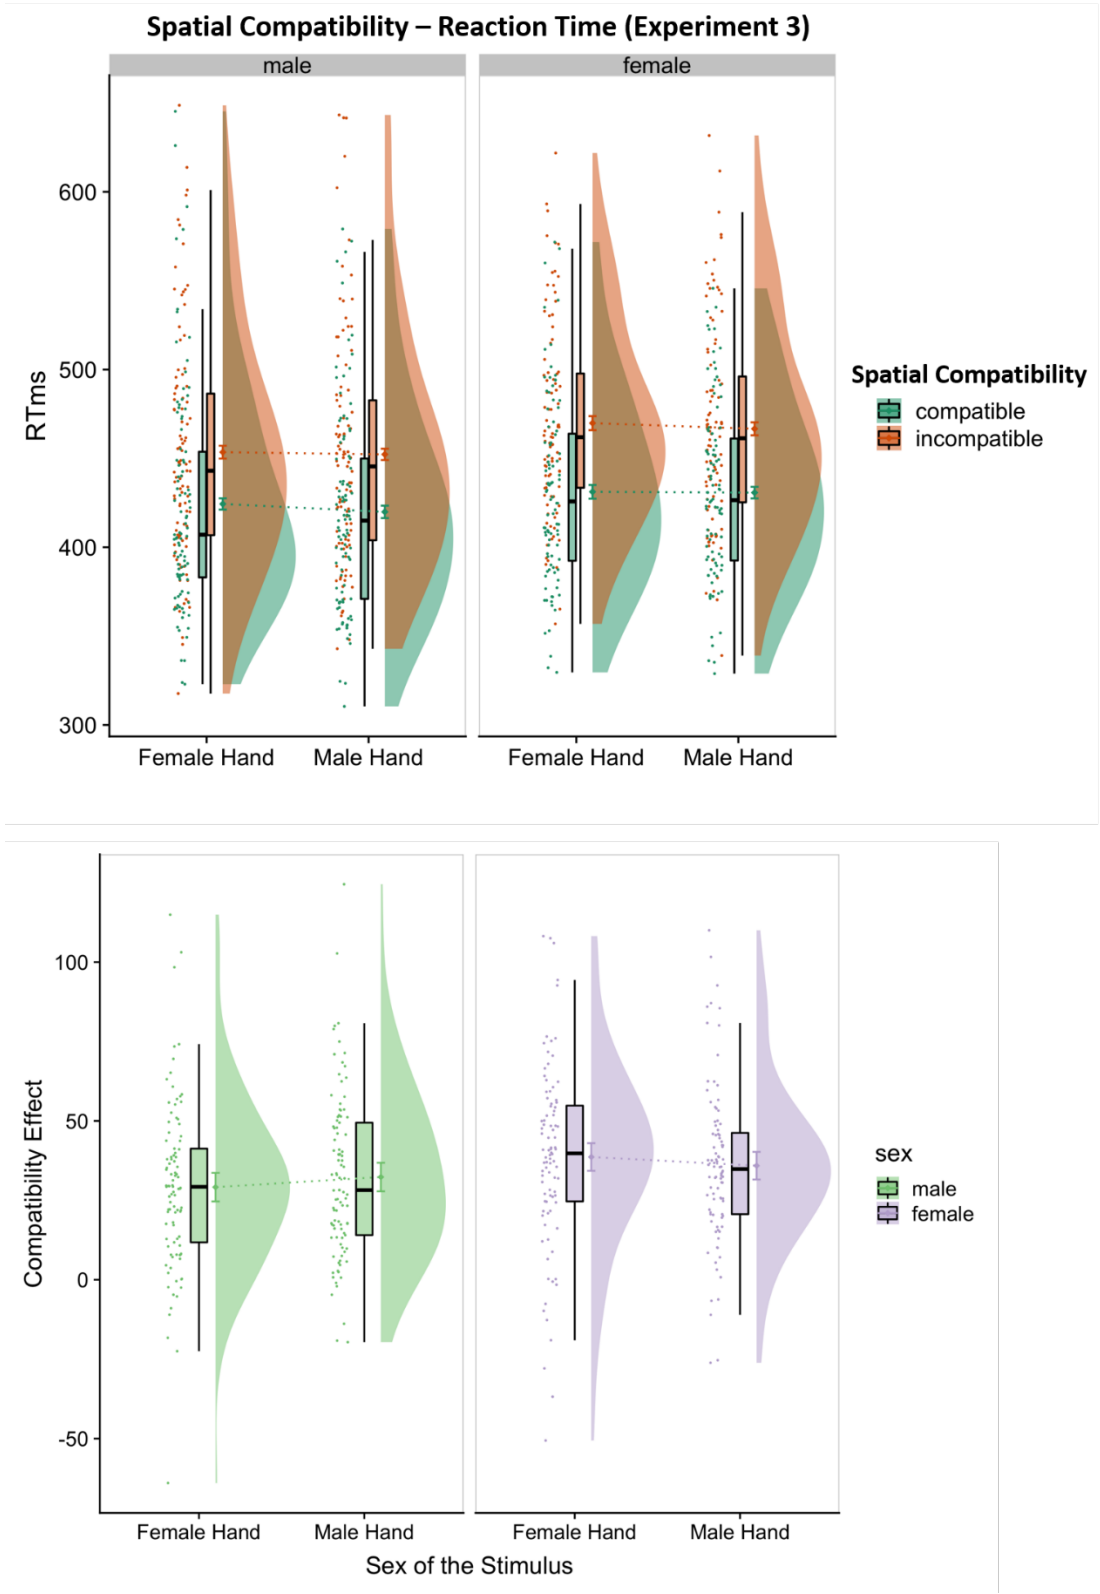 Spatial Compatibility – Reaction Time (Experiment 3)
male
female
600
500
400
300
RTms
Female Hand
Male Hand
Female Hand
Male Hand
Spatial Compatibility
compatible
incompatible
100
50
0
-50
Compatibility Effect
Female Hand
Male Hand
Female Hand
Male Hand
Sex of the Stimulus
sex
male
female